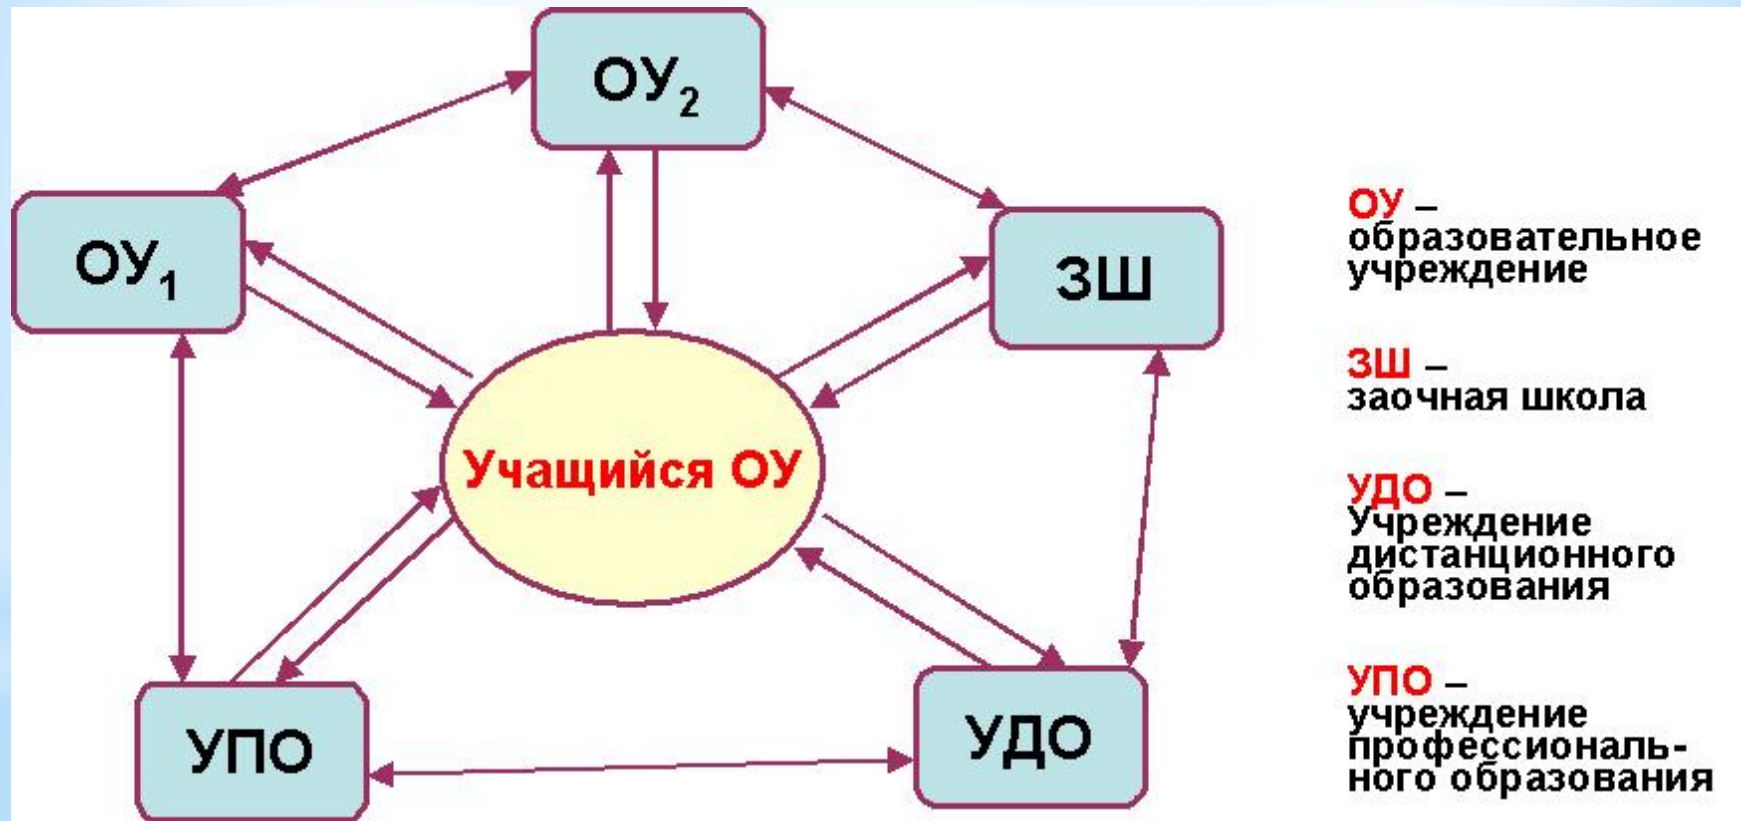 ОУ₂
ОУ₁
ЗШ
Учащийся ОУ
УПО
УДО
ОУ –
образовательное
учреждение
ЗШ –
заочная школа
УДО –
Учреждение
дистанционного
образования
УПО –
учреждение
профессиональ-
ного образования